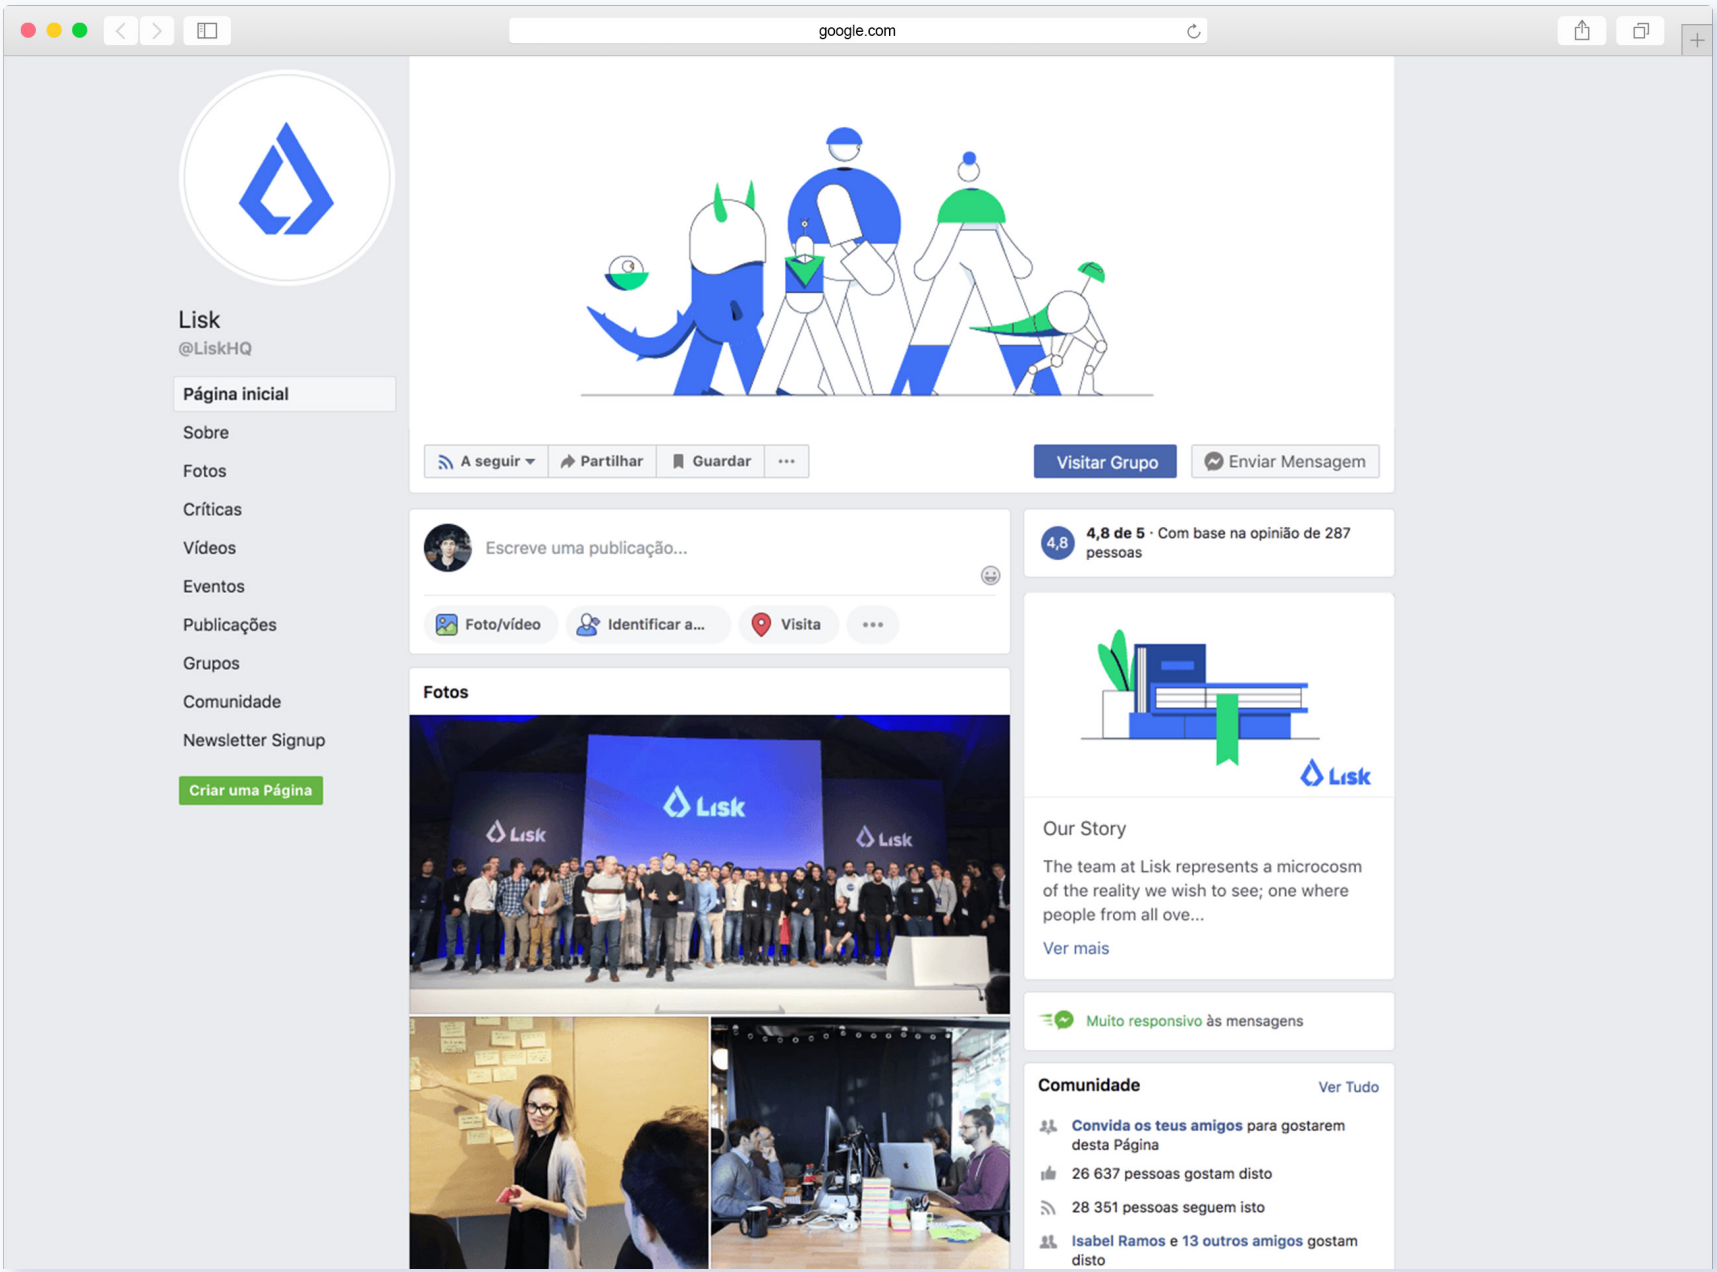 google.com
Lisk
@LiskHQ
Página inicial
Sobre
Fotos
Críticas
Vídeos
Eventos
Publicações
Grupos
Comunidade
Newsletter Signup
Criar uma Página
A seguir
Partilhar
Guardar
Visitar Grupo
Enviar Mensagem
Escreve uma publicação...
Foto/vídeo
Identificar a...
Visita
Fotos
Lisk
Lisk
Lisk
4,8
4,8 de 5 · Com base na opinião de 287
pessoas
Lisk
Our Story
The team at Lisk represents a microcosm
of the reality we wish to see; one where
people from all ove...
Ver mais
Muito responsivo às mensagens
Comunidade
Ver Tudo
Convida os teus amigos para gostarem
desta Página
26 637 pessoas gostam disto
28 351 pessoas seguem isto
Isabel Ramos e 13 outros amigos gostam
disto